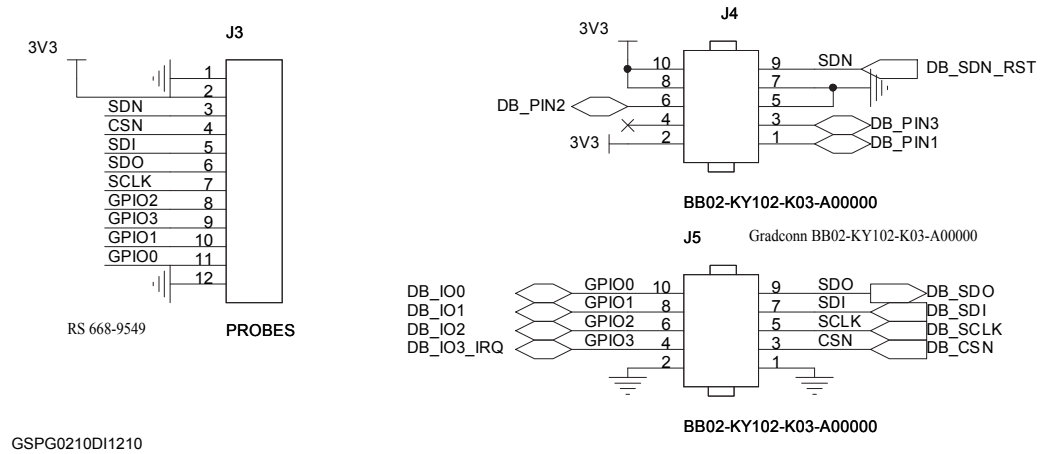 J3
3V3
1
2
SDN 3
CSN 4
SDI 5
SDO 6
SCLK 7
GPIO2 8
GPIO3 9
GPIO1 10
GPIO0 11
12
RS 668-9549
PROBES
J4
3V3
10 9 SDN DB_SDN_RST
8 7
DB_PIN2 6 5
4 3 DB_PIN3
3V3 2 1 DB_PIN1
BB02-KY102-K03-A00000
Gradconn BB02-KY102-K03-A00000
J5
DB_IO0 GPIO0 10 9 SDO DB_SDO
DB_IO1 GPIO1 8 7 SDI DB_SDI
DB_IO2 GPIO2 6 5 SCLK DB_SCLK
DB_IO3_IRQ GPIO3 4 3 CSN DB_CSN
2 1
BB02-KY102-K03-A00000
GSPG0210DI1210